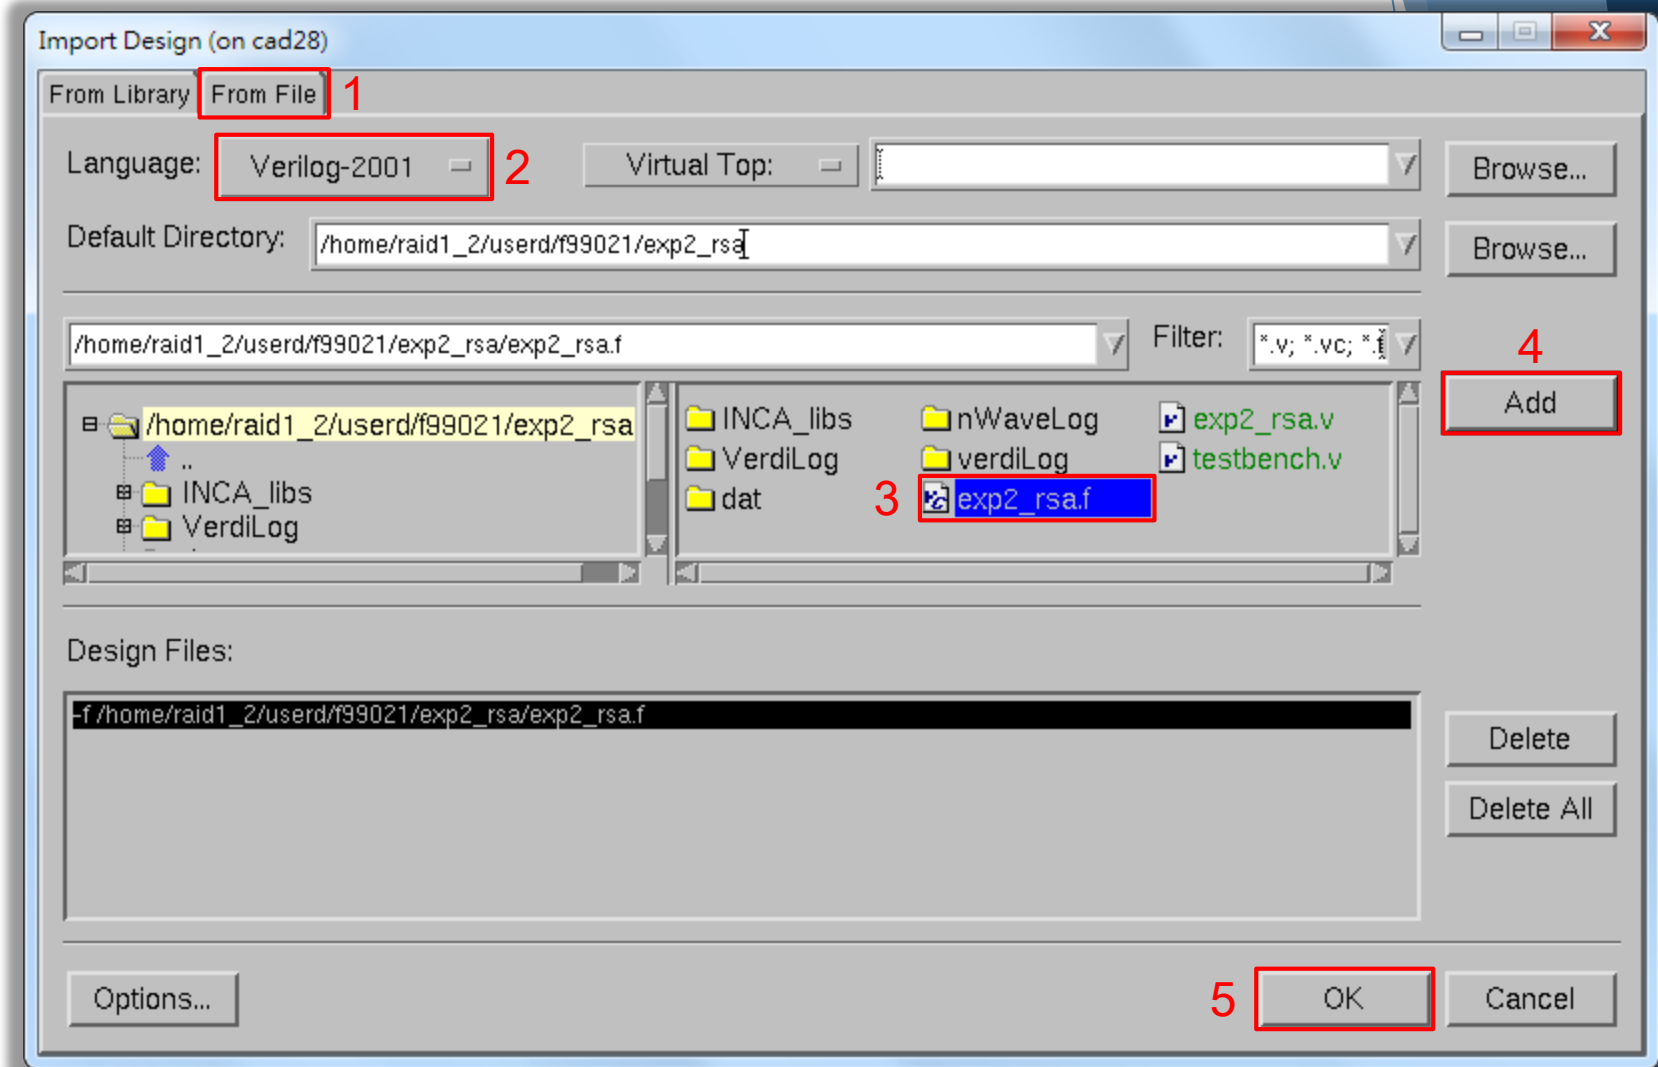 Import Design (on cad28)
From Library From File 1
Language: Verilog-2001 2 Virtual Top: Browse...
Default Directory: /home/raid1_2/userd/f99021/exp2_rsa Browse...
/home/raid1_2/userd/f99021/exp2_rsa/exp2_rsa.f Filter: *.v; *.vc; *.f 4
Add
/home/raid1_2/userd/f99021/exp2_rsa
..
INCA_libs
VerdiLog
INCA_libs nWaveLog exp2_rsa.v
VerdiLog verdiLog testbench.v
dat 3 exp2_rsa.f
Design Files:
-f /home/raid1_2/userd/f99021/exp2_rsa/exp2_rsa.f
Delete
Delete All
Options... 5 OK Cancel